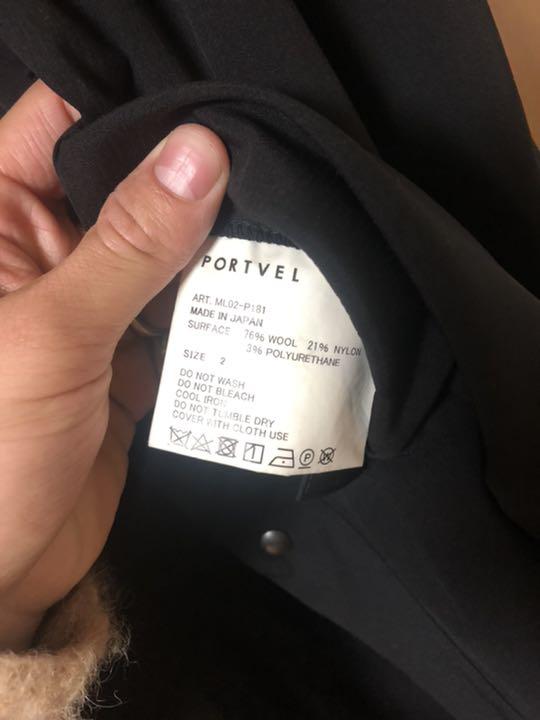 PORTVEL
ART. ML02-P181
MADE IN JAPAN
SURFACE 76% WOOL 21% NYLON
3% POLYURETHANE
SIZE 2
DO NOT WASH
DO NOT BLEACH
COOL IRON
DO NOT TUMBLE DRY
COVER WITH CLOTH USE
P W